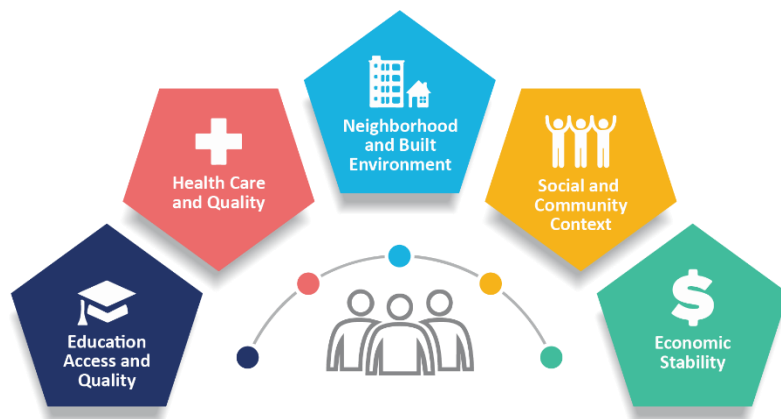 Education
Access and
Quality
Health Care
and Quality
Neighborhood
and Built
Environment
Social and
Community
Context
$
Economic
Stability